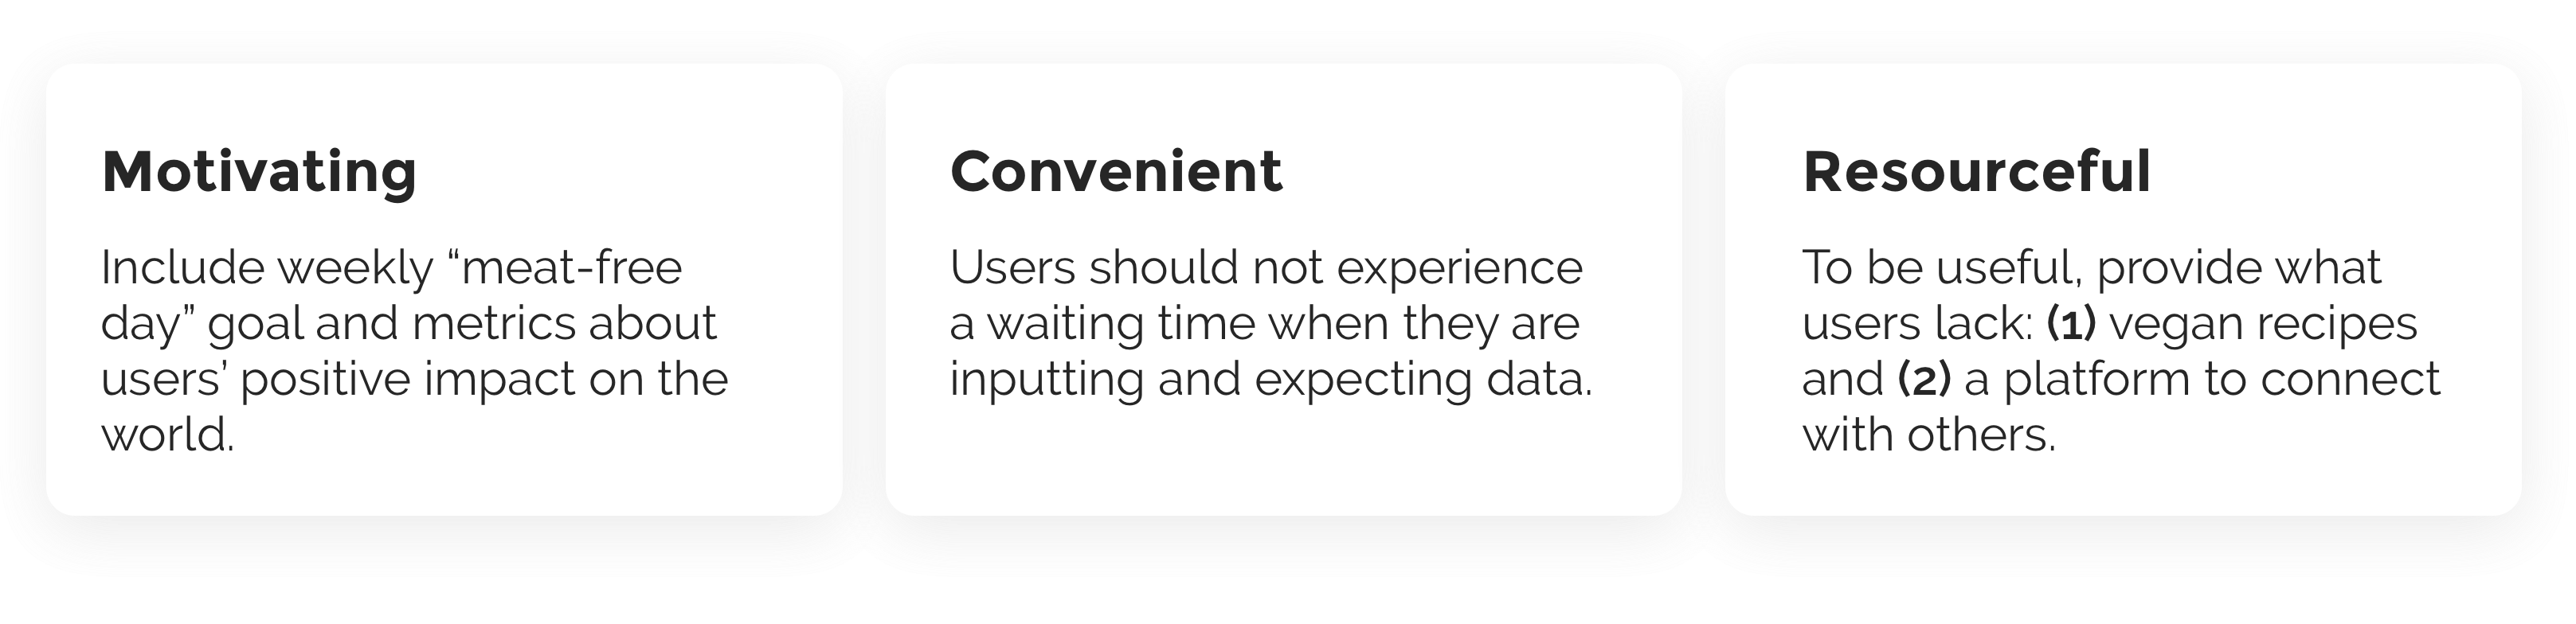 Motivating
Include weekly “meat-free
day” goal and metrics about
users’ positive impact on the
world.
Convenient
Users should not experience
a waiting time when they are
inputting and expecting data.
Resourceful
To be useful, provide what
users lack: (1) vegan recipes
and (2) a platform to connect
with others.